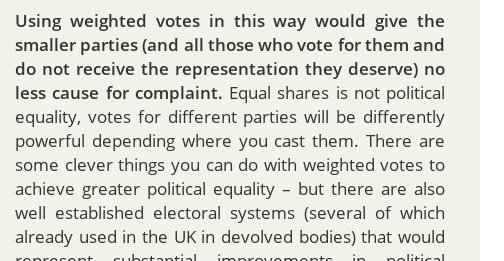 Using weighted votes in this way would give the
smaller parties (and all those who vote for them and
do not receive the representation they deserve) no
less cause for complaint. Equal shares is not political
equality, votes for different parties will be differently
powerful depending where you cast them. There are
some clever things you can do with weighted votes to
achieve greater political equality – but there are also
well established electoral systems (several of which
already used in the UK in devolved bodies) that would
represent substantial improvements in political